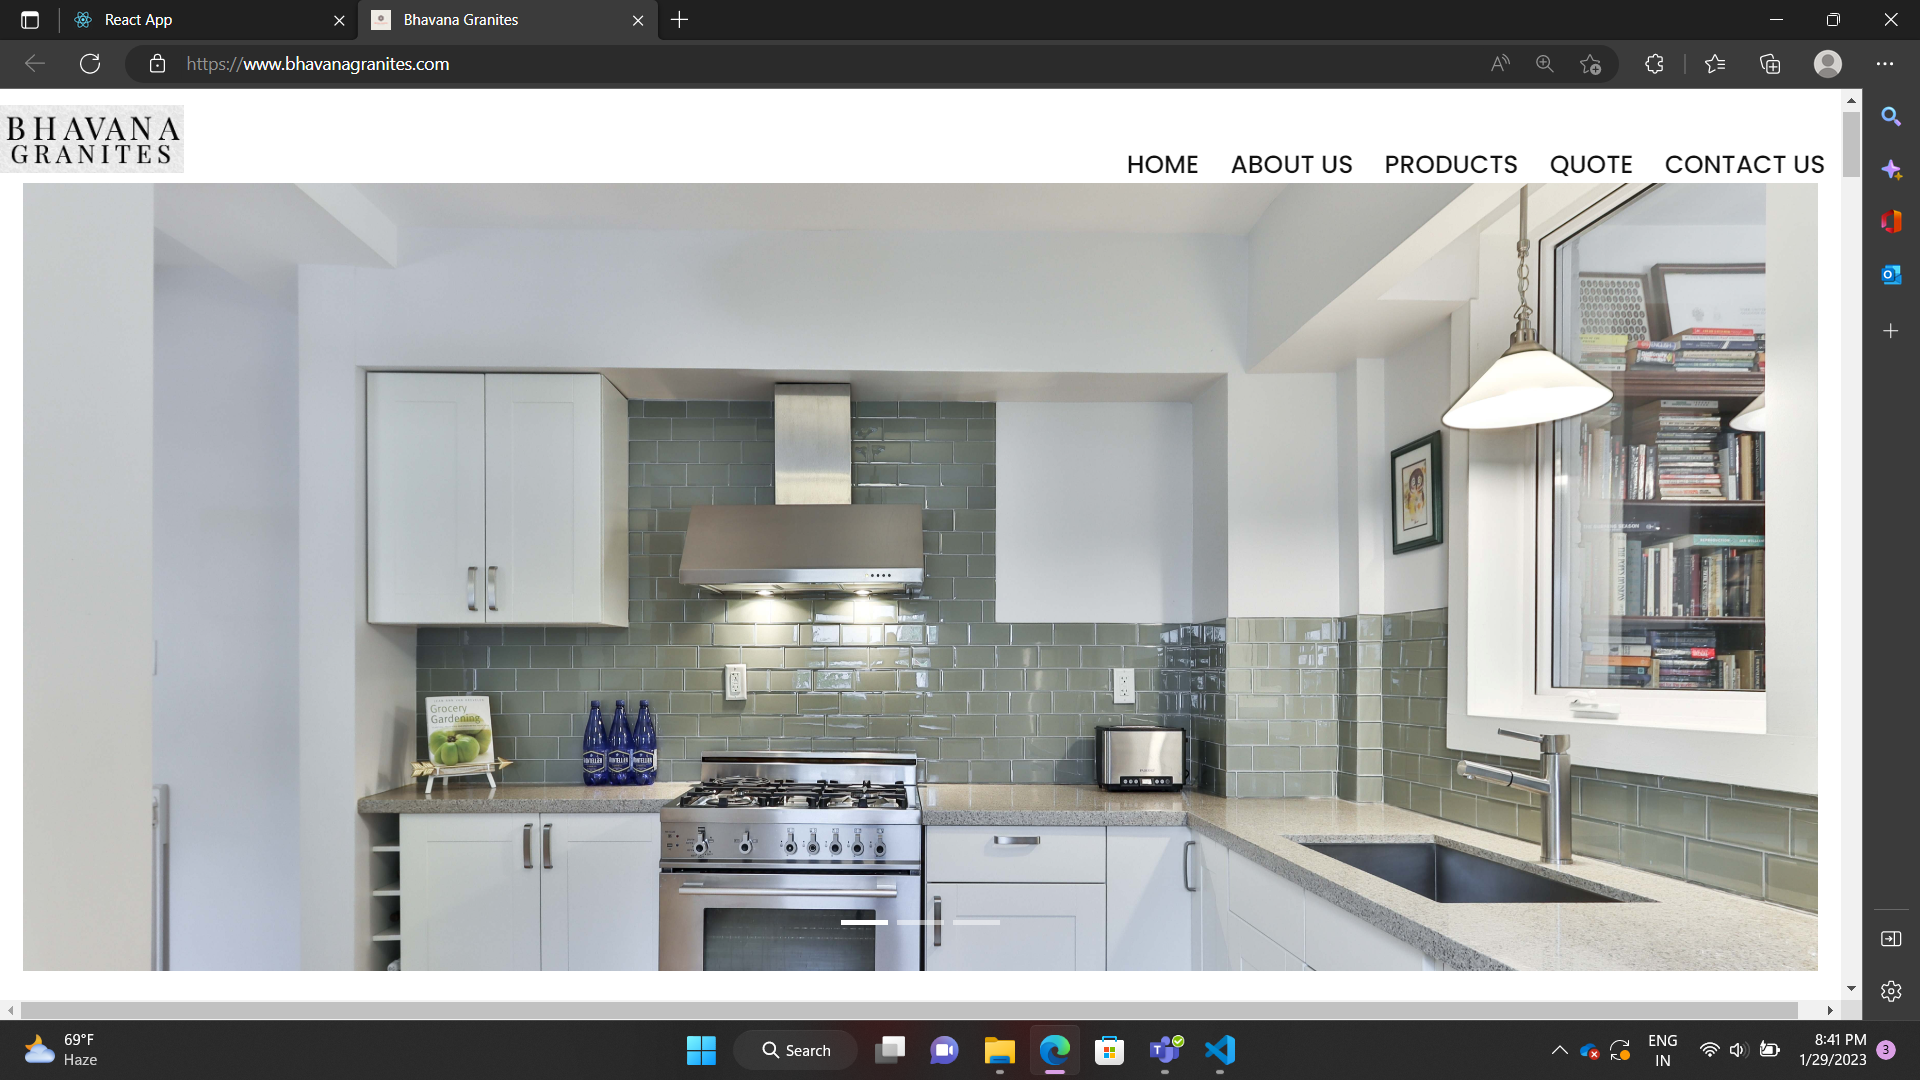 React App
Bhavana Granites
https://www.bhavanagranites.com
BHAVANA
GRANITES
HOME
ABOUT US
PRODUCTS
QUOTE
CONTACT US
Grocery
Gardening
69°F
Haze
Search
ENG
IN
8:41 PM
1/29/2023
3